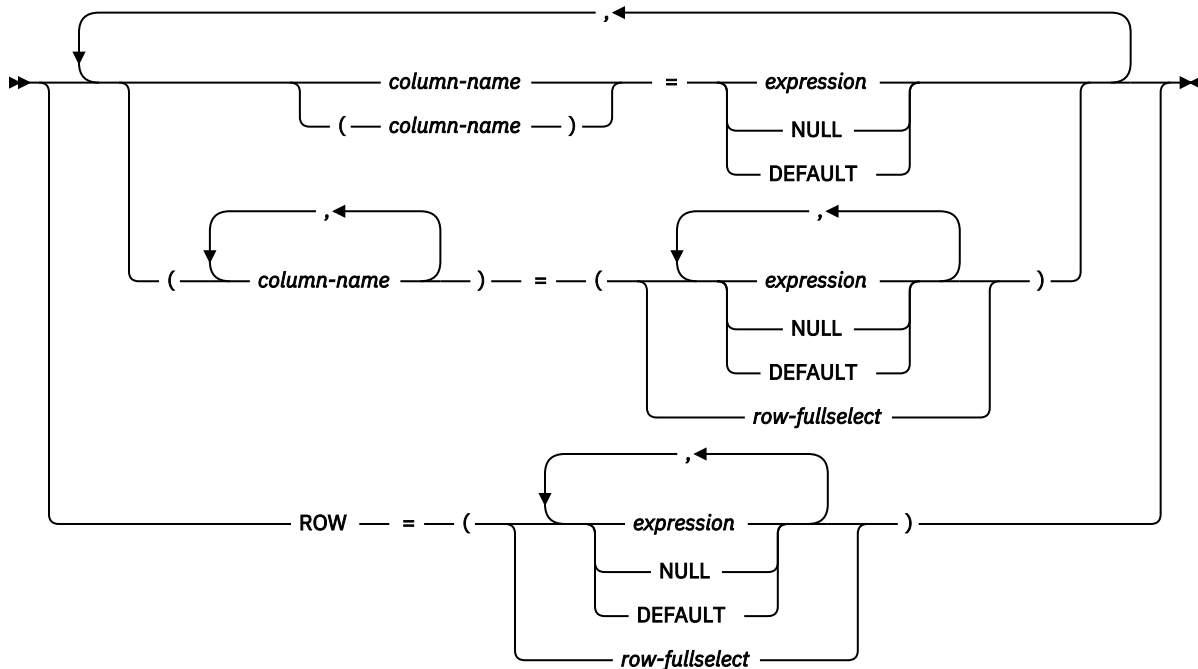 ,
column-name = expression
( column-name ) NULL
DEFAULT
, ,
( column-name ) = ( expression )
NULL
DEFAULT
row-fullselect
,
ROW = ( expression )
NULL
DEFAULT
row-fullselect